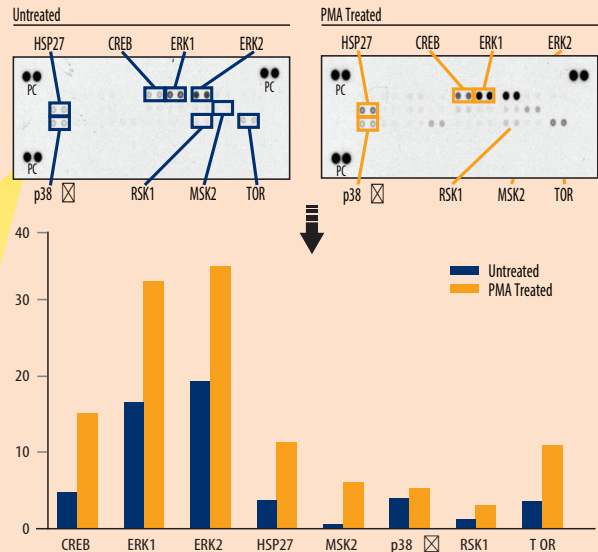 Untreated
PMA Treated
HSP27 CREB ERK1 ERK2
HSP27 CREB ERK1 ERK2
PC PC
PC
PC
PC
p38 RSK1 MSK2 TOR
p38 RSK1 MSK2 TOR
40
30
20
10
0
Untreated
PMA Treated
CREB ERK1 ERK2 HSP27 MSK2 p38 RSK1 T OR